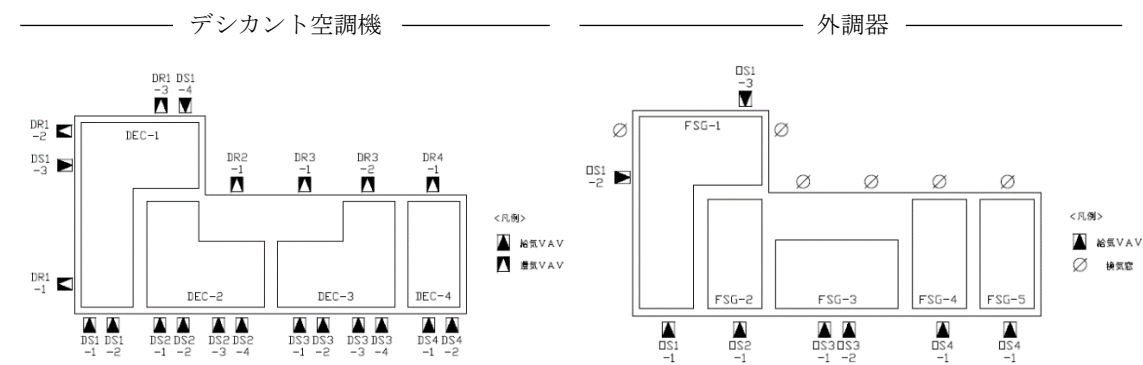 デシカント空調機
DR1 DS1
-3 -4
DR1
-2
DEC-1
DS1
-3
DR2
-1
DR3
-1
DR3
-2
DR4
-1
<凡例>
給気VAV
還気VAV
DR1
-1
DEC-2
DEC-3
DEC-4
DS1 DS1 DS2 DS2 DS2 DS2 DS3 DS3 DS3 DS3 DS4 DS4
-1 -2 -1 -2 -3 -4 -1 -2 -3 -4 -1 -2
外調器
OS1
-3
FSG-1
OS1
-2
<凡例>
給気VAV
換気窓
FSG-2
FSG-3
FSG-4
FSG-5
OS1 OS2 OS3 OS3 OS4 OS4
-1 -1 -1 -2 -1 -1